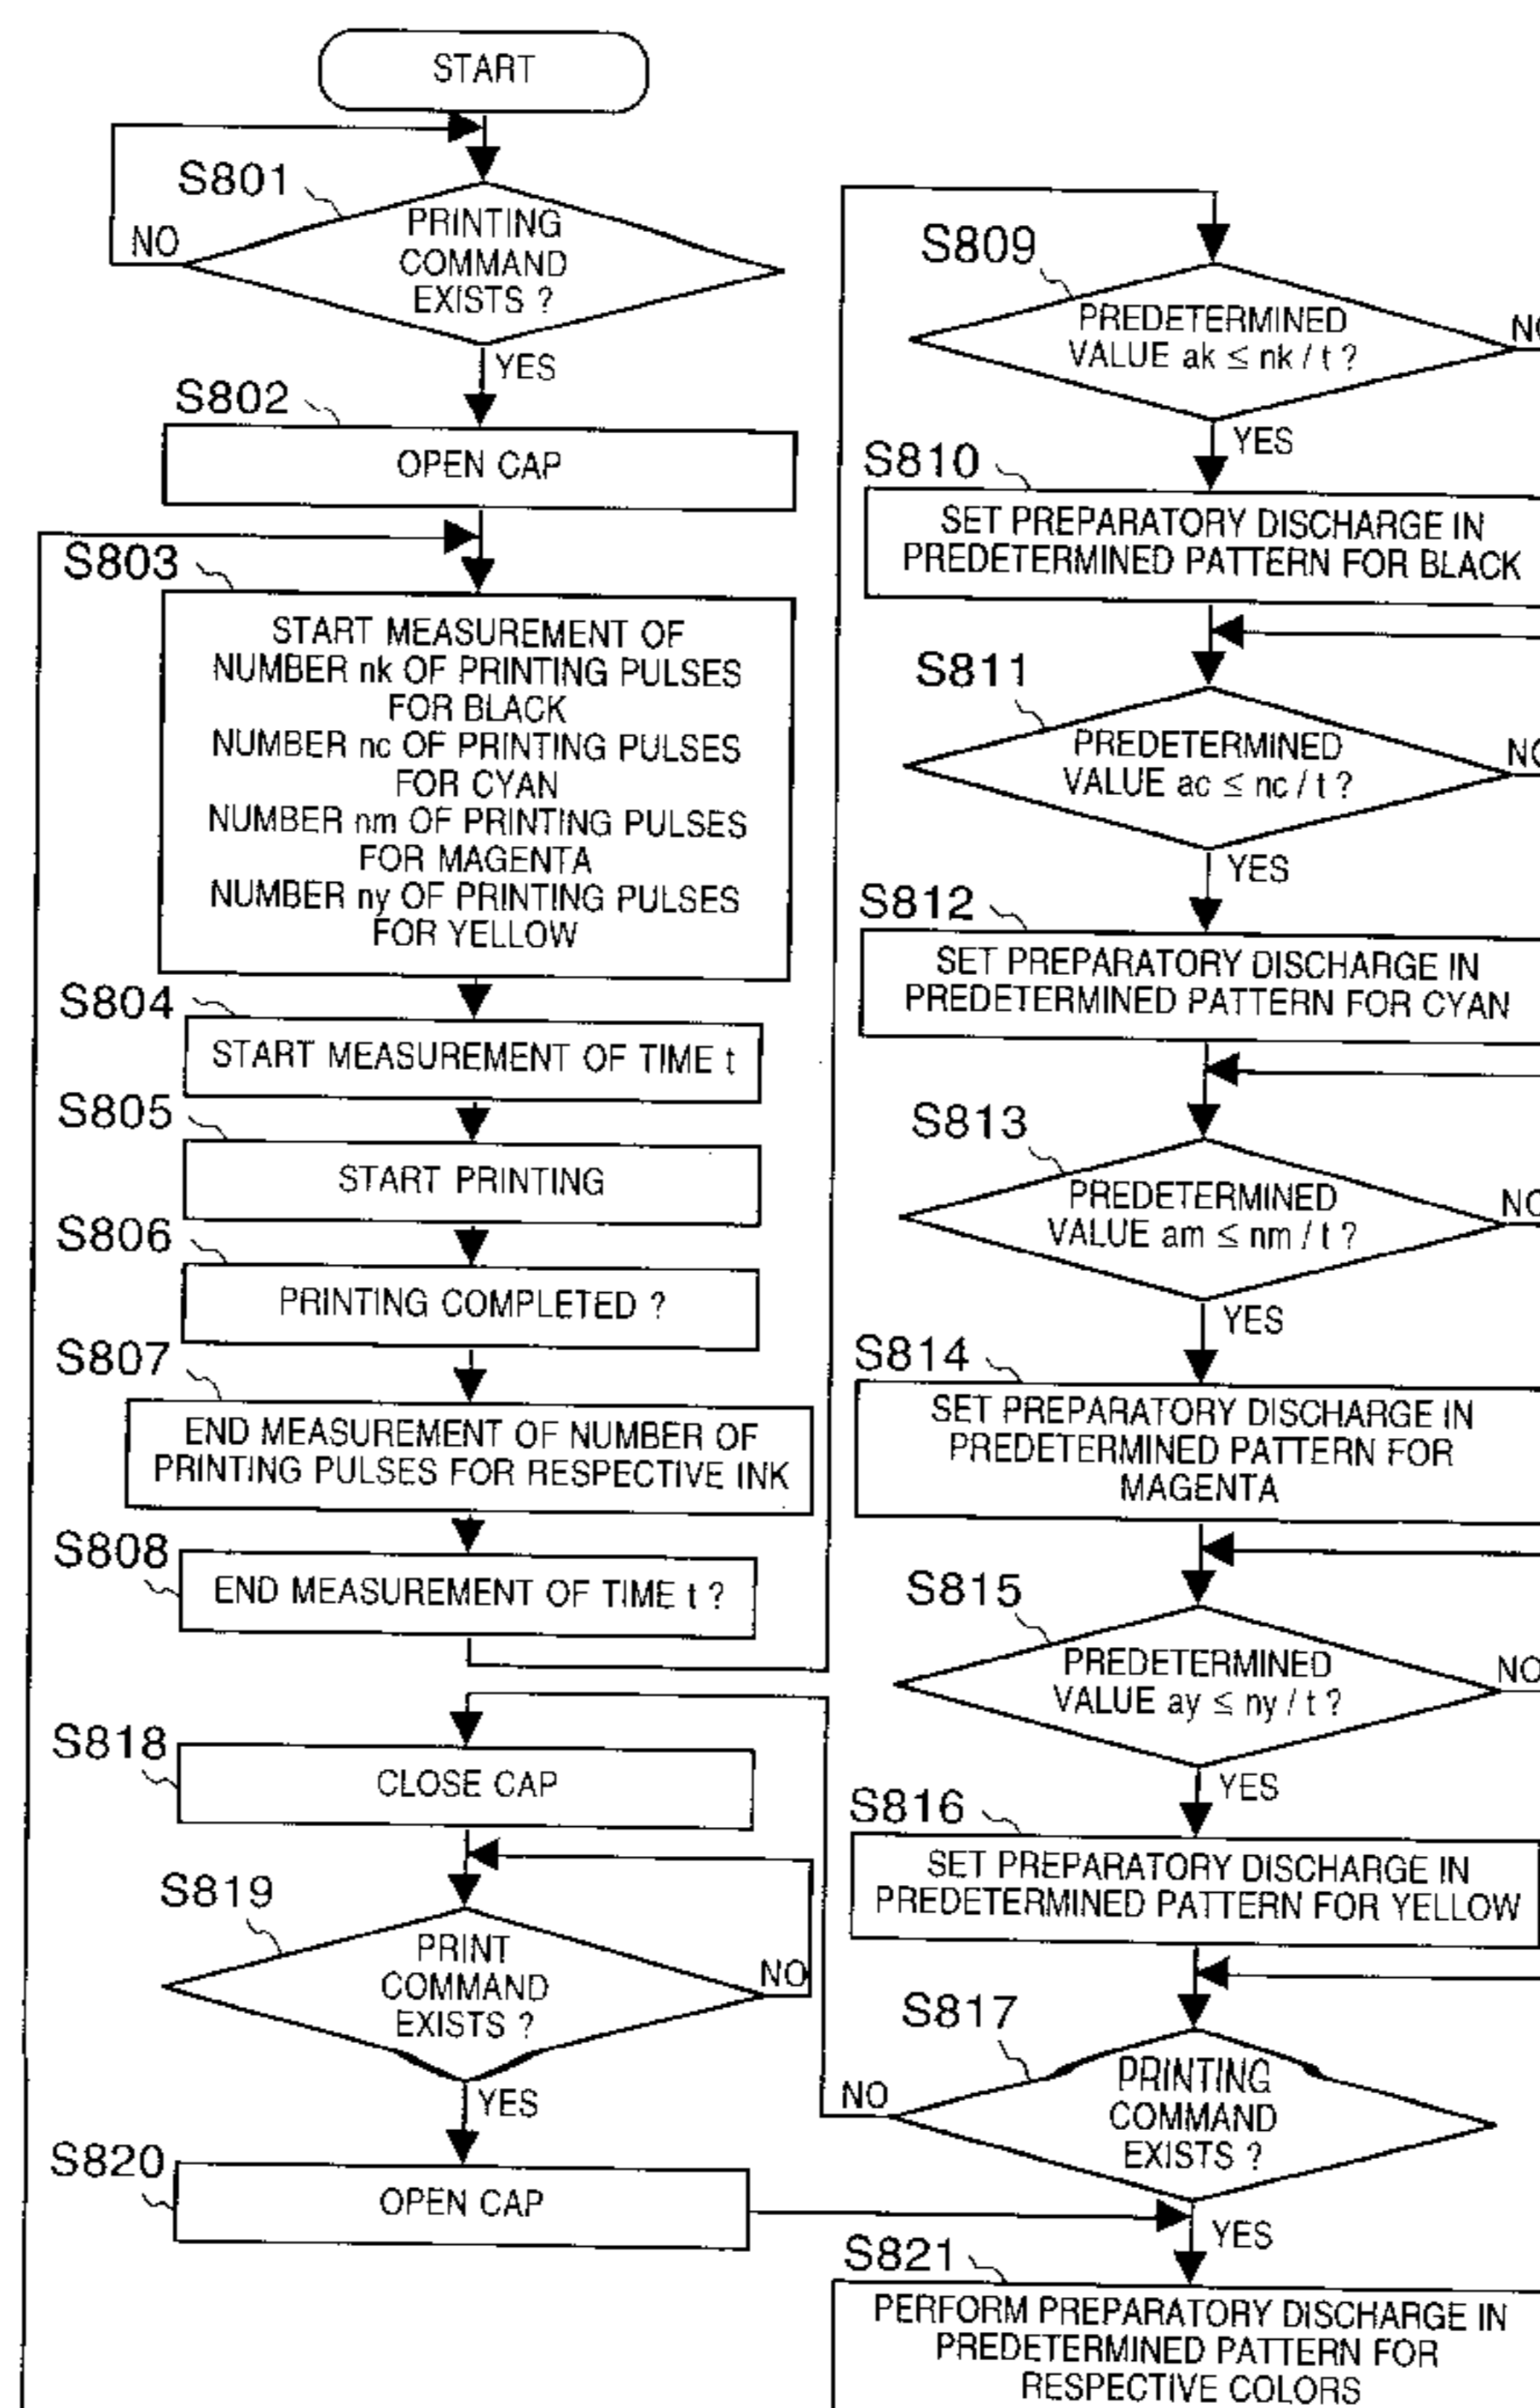 START
S801
PRINTING
COMMAND
EXISTS ?
NO
YES
S802
OPEN CAP
S803
START MEASUREMENT OF
NUMBER nk OF PRINTING PULSES
FOR BLACK
NUMBER nc OF PRINTING PULSES
FOR CYAN
NUMBER nm OF PRINTING PULSES
FOR MAGENTA
NUMBER ny OF PRINTING PULSES
FOR YELLOW
S804
START MEASUREMENT OF TIME t
S805
START PRINTING
S806
PRINTING COMPLETED ?
S807
END MEASUREMENT OF NUMBER OF
PRINTING PULSES FOR RESPECTIVE INK
S808
END MEASUREMENT OF TIME t ?
S809
PREDETERMINED
VALUE ak ≤ nk / t ?
NO
YES
S810
SET PREPARATORY DISCHARGE IN
PREDETERMINED PATTERN FOR BLACK
S811
PREDETERMINED
VALUE ac ≤ nc / t ?
NO
YES
S812
SET PREPARATORY DISCHARGE IN
PREDETERMINED PATTERN FOR CYAN
S813
PREDETERMINED
VALUE am ≤ nm / t ?
NO
YES
S814
SET PREPARATORY DISCHARGE IN
PREDETERMINED PATTERN FOR
MAGENTA
S815
PREDETERMINED
VALUE ay ≤ ny / t ?
NO
YES
S816
SET PREPARATORY DISCHARGE IN
PREDETERMINED PATTERN FOR YELLOW
S817
PRINTING
COMMAND
EXISTS ?
NO
YES
S818
CLOSE CAP
S819
PRINT
COMMAND
EXISTS ?
NO
YES
S820
OPEN CAP
S821
PERFORM PREPARATORY DISCHARGE IN
PREDETERMINED PATTERN FOR
RESPECTIVE COLORS